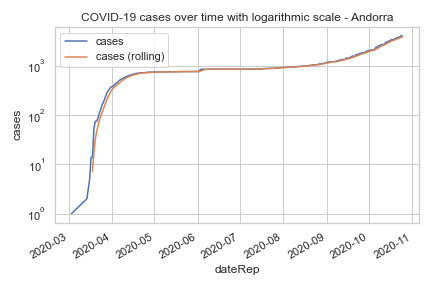 COVID-19 cases over time with logarithmic scale - Andorra
cases
cases (rolling)
10³
10²
10¹
10⁰
cases
2020-03
2020-04
2020-05
2020-06
2020-07
2020-08
2020-09
2020-10
2020-11
dateRep